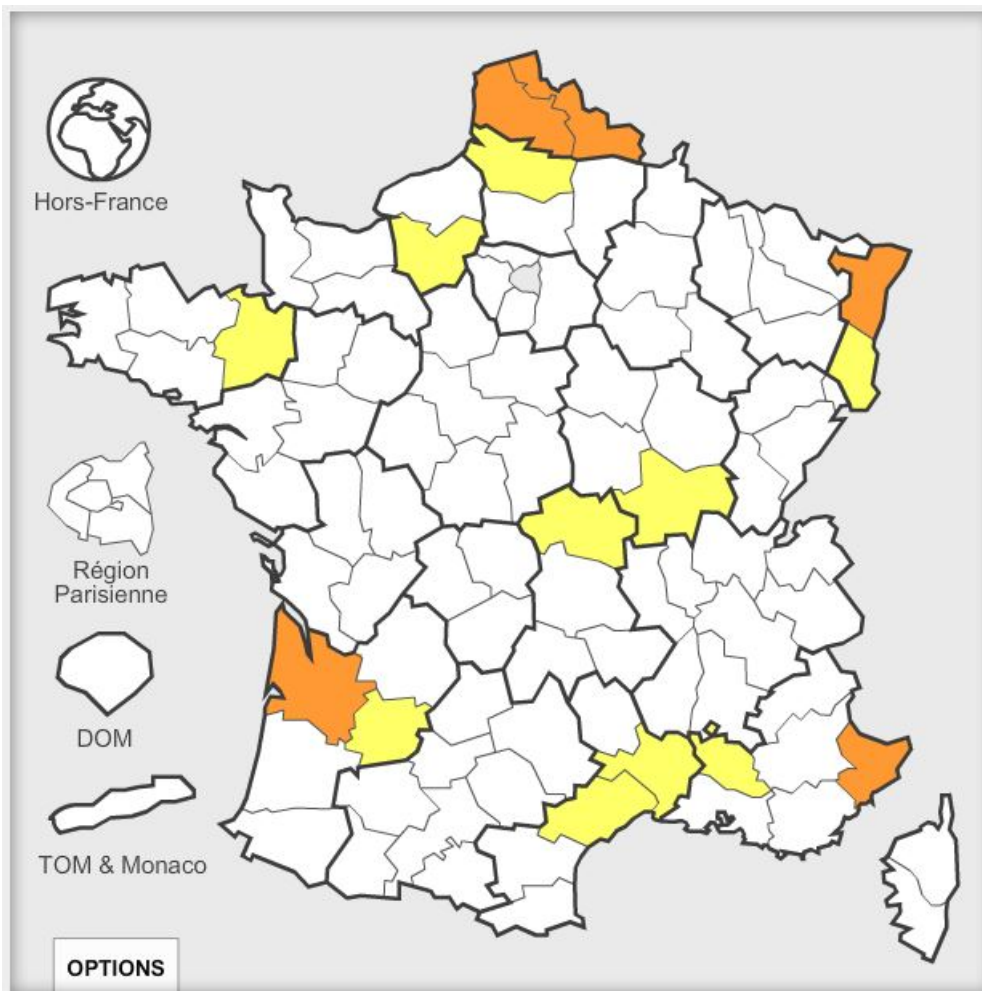 Hors-France
Région
Parisienne
DOM
TOM & Monaco
OPTIONS